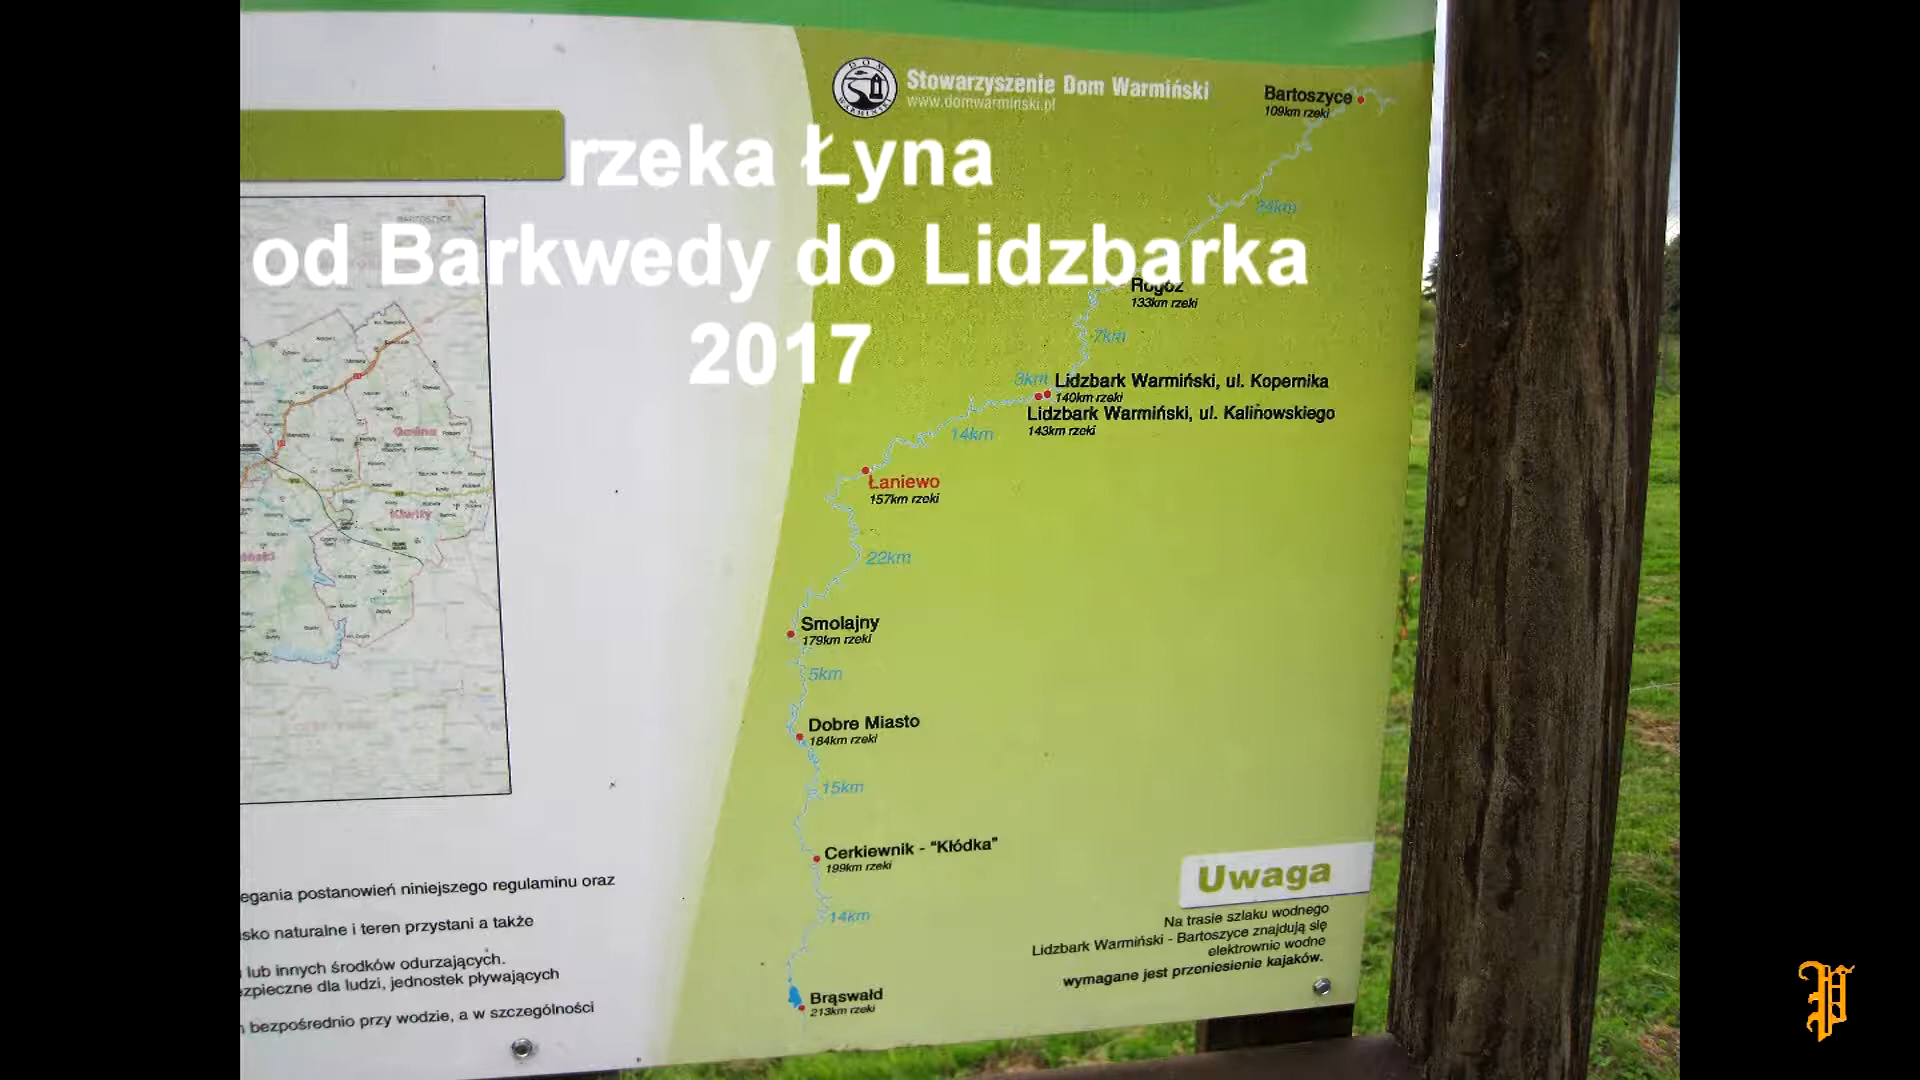 Stowarzyszenie Dom Warmiński
www.domwarminski.pl
rzeka Łyna
od Barkwedy do Lidzbarka
2017
Bartoszyce
109km rzeki
24km
Rogóż
133km rzeki
7km
3km
Lidzbark Warmiński, ul. Kopernika
140km rzeki
Lidzbark Warmiński, ul. Kalinowskiego
143km rzeki
14km
Łaniewo
157km rzeki
22km
Smolajny
179km rzeki
5km
Dobre Miasto
184km rzeki
15km
Cerkiewnik - “Kłódka”
199km rzeki
14km
Brąswałd
213km rzeki
BARTOSZYCE
Gmina
Kiwity
egania postanowień niniejszego regulaminu oraz
sko naturalne i teren przystani a także
lub innych środków odurzających.
zpieczne dla ludzi, jednostek pływających
bezpośrednio przy wodzie, a w szczególności
Uwaga
Na trasie szlaku wodnego
Lidzbark Warmiński - Bartoszyce znajdują się
elektrownie wodne
wymagane jest przeniesienie kajaków.